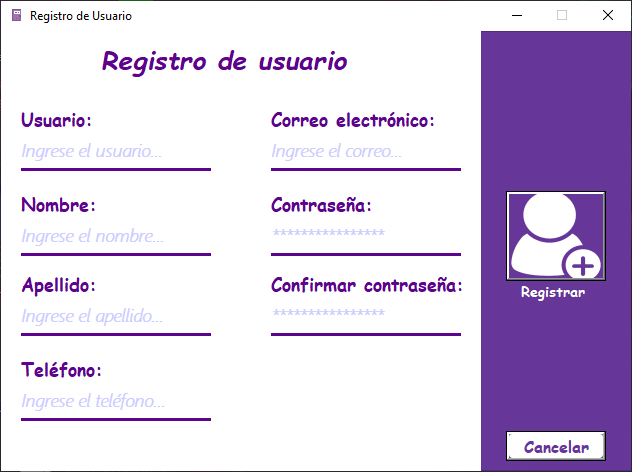 Registro de Usuario
Registro de usuario
Usuario:
Ingrese el usuario...
Correo electrónico:
Ingrese el correo...
Nombre:
Ingrese el nombre...
Contraseña:
****************
Apellido:
Ingrese el apellido...
Confirmar contraseña:
****************
Teléfono:
Ingrese el teléfono...
Registrar
Cancelar